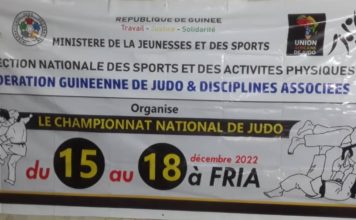 REPUBLIQUE DE GUINEE
Travail - Justice - Solidarité
MINISTERE DE LA JEUNESSES ET DES SPORTS
UNION
ECTION NATIONALE DES SPORTS ET DES ACTIVITES PHYSIQUES
DERATION GUINEENNE DE JUDO & DISCIPLINES ASSOCIEES
Organise
LE CHAMPIONNAT NATIONAL DE JUDO
du 15 au 18 décembre 2022
à FRIA